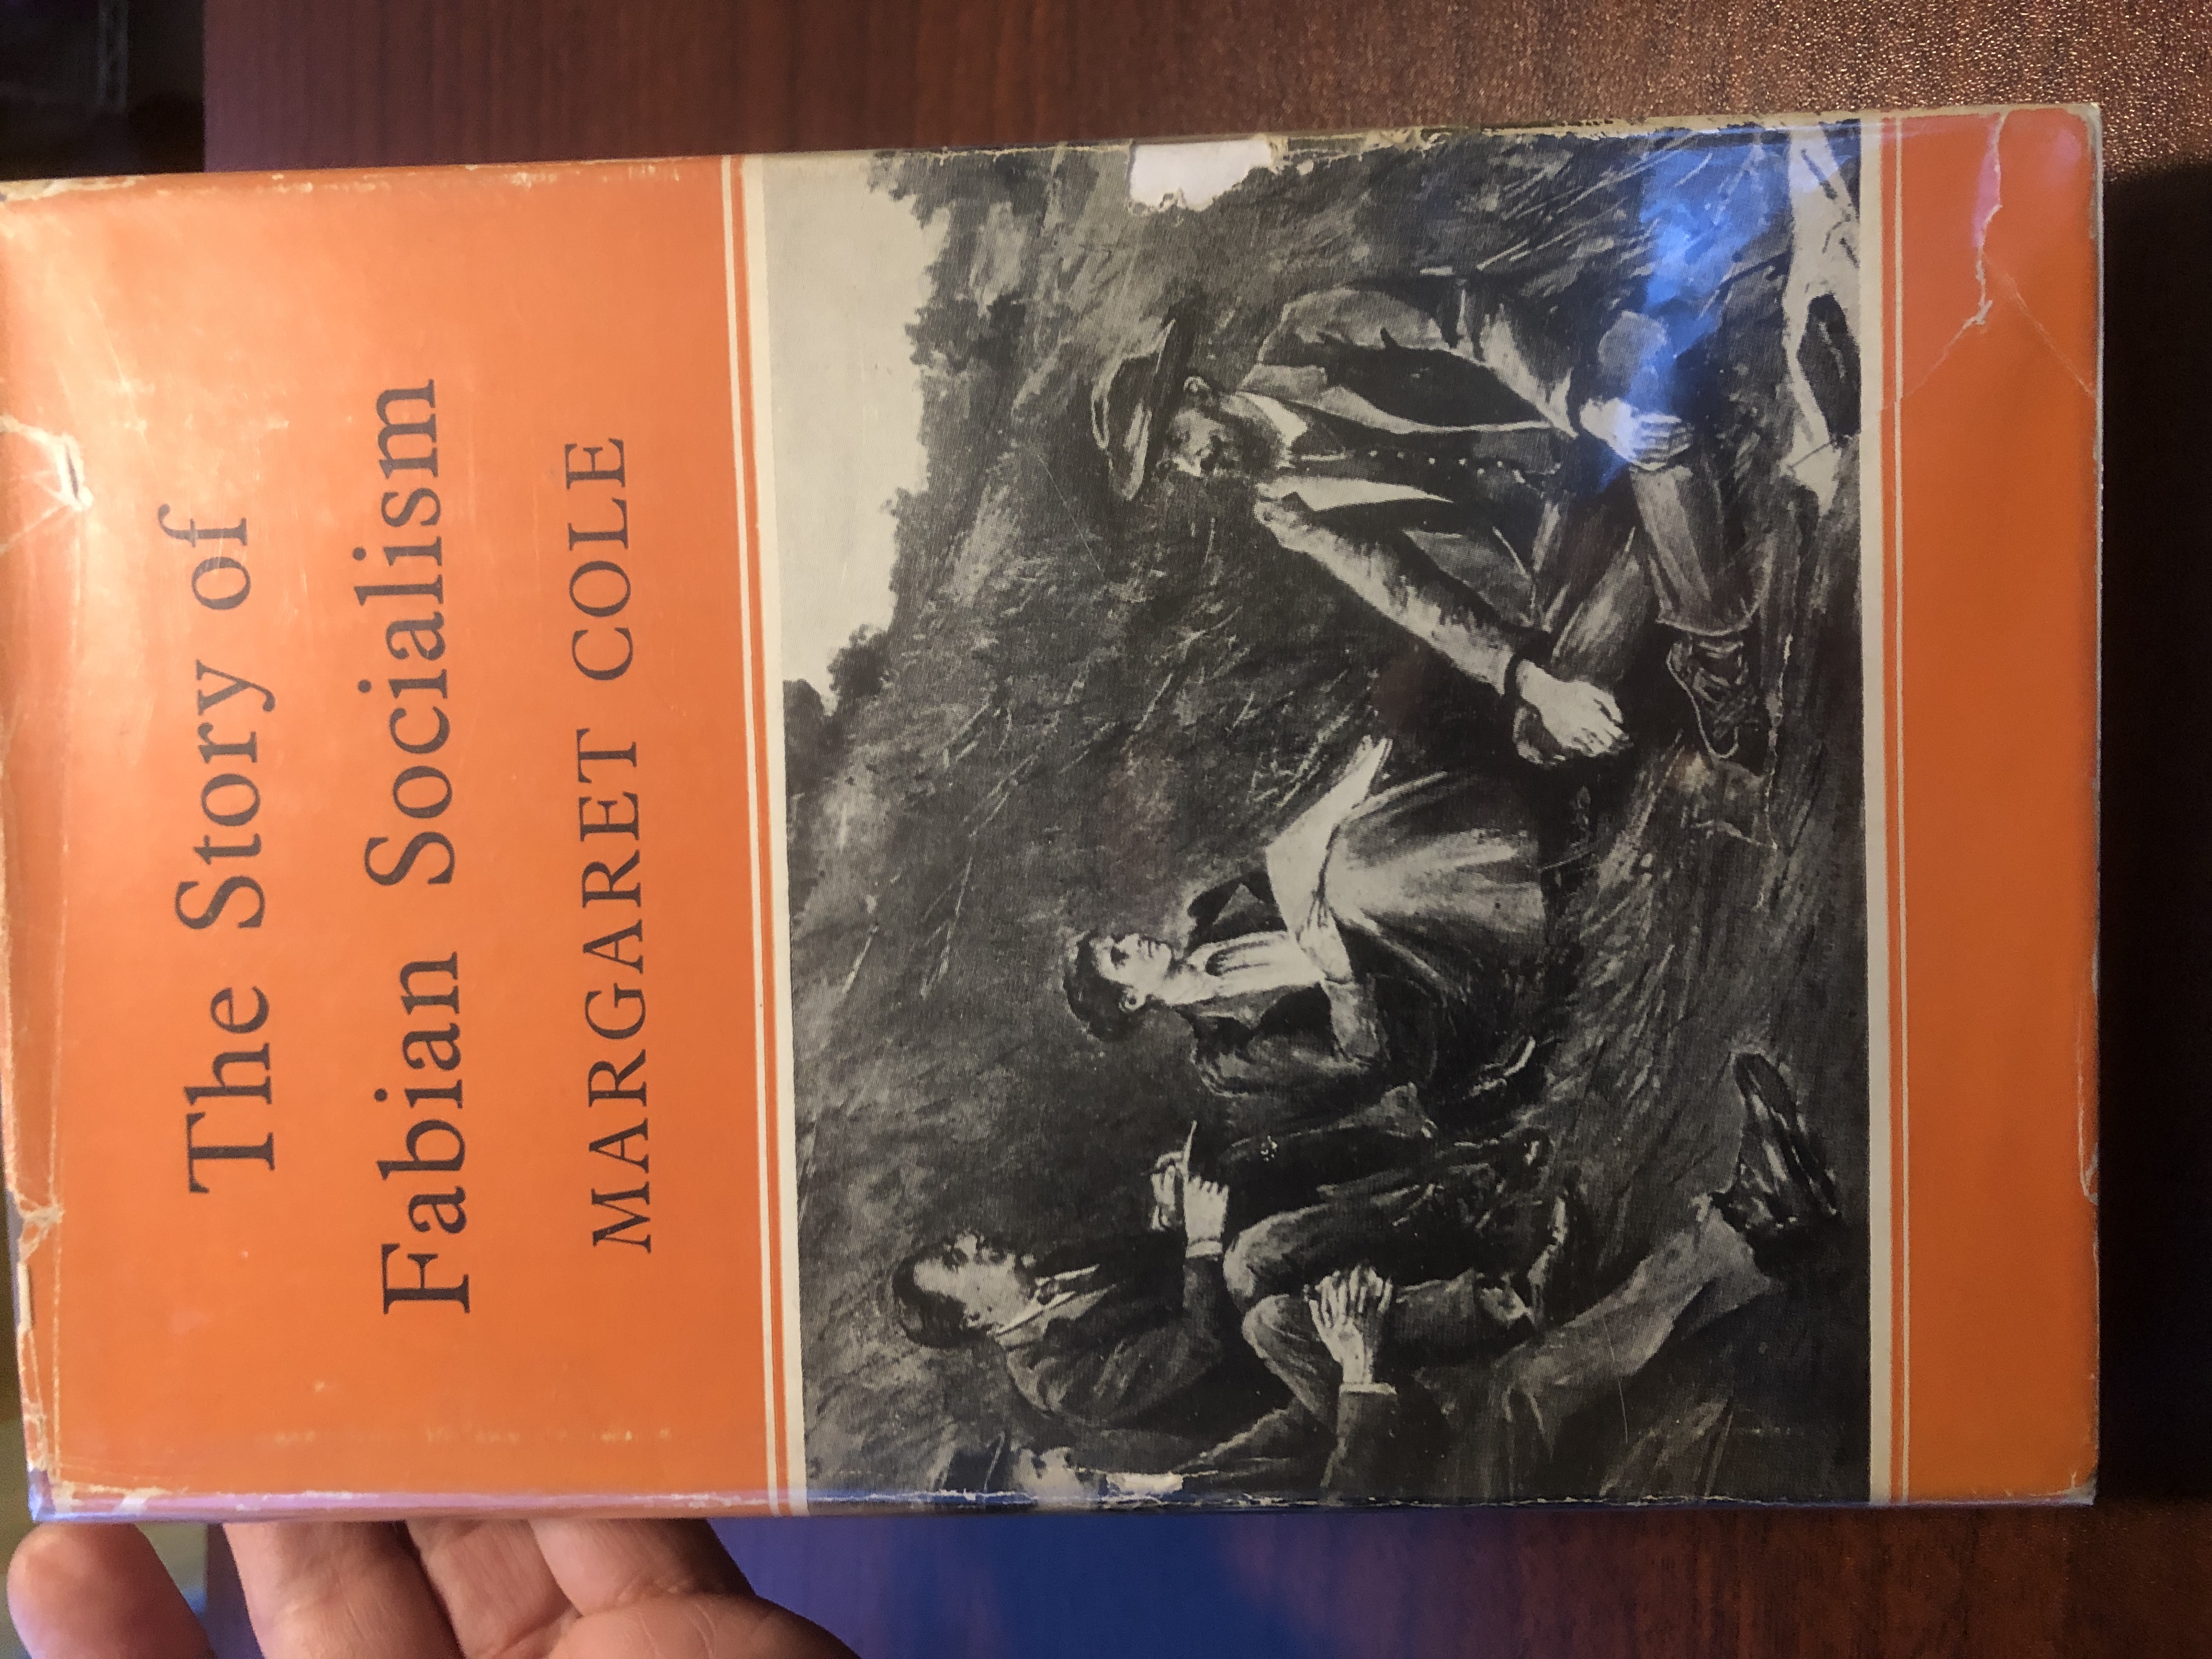 The Story of
Fabian Socialism
MARGARET COLE